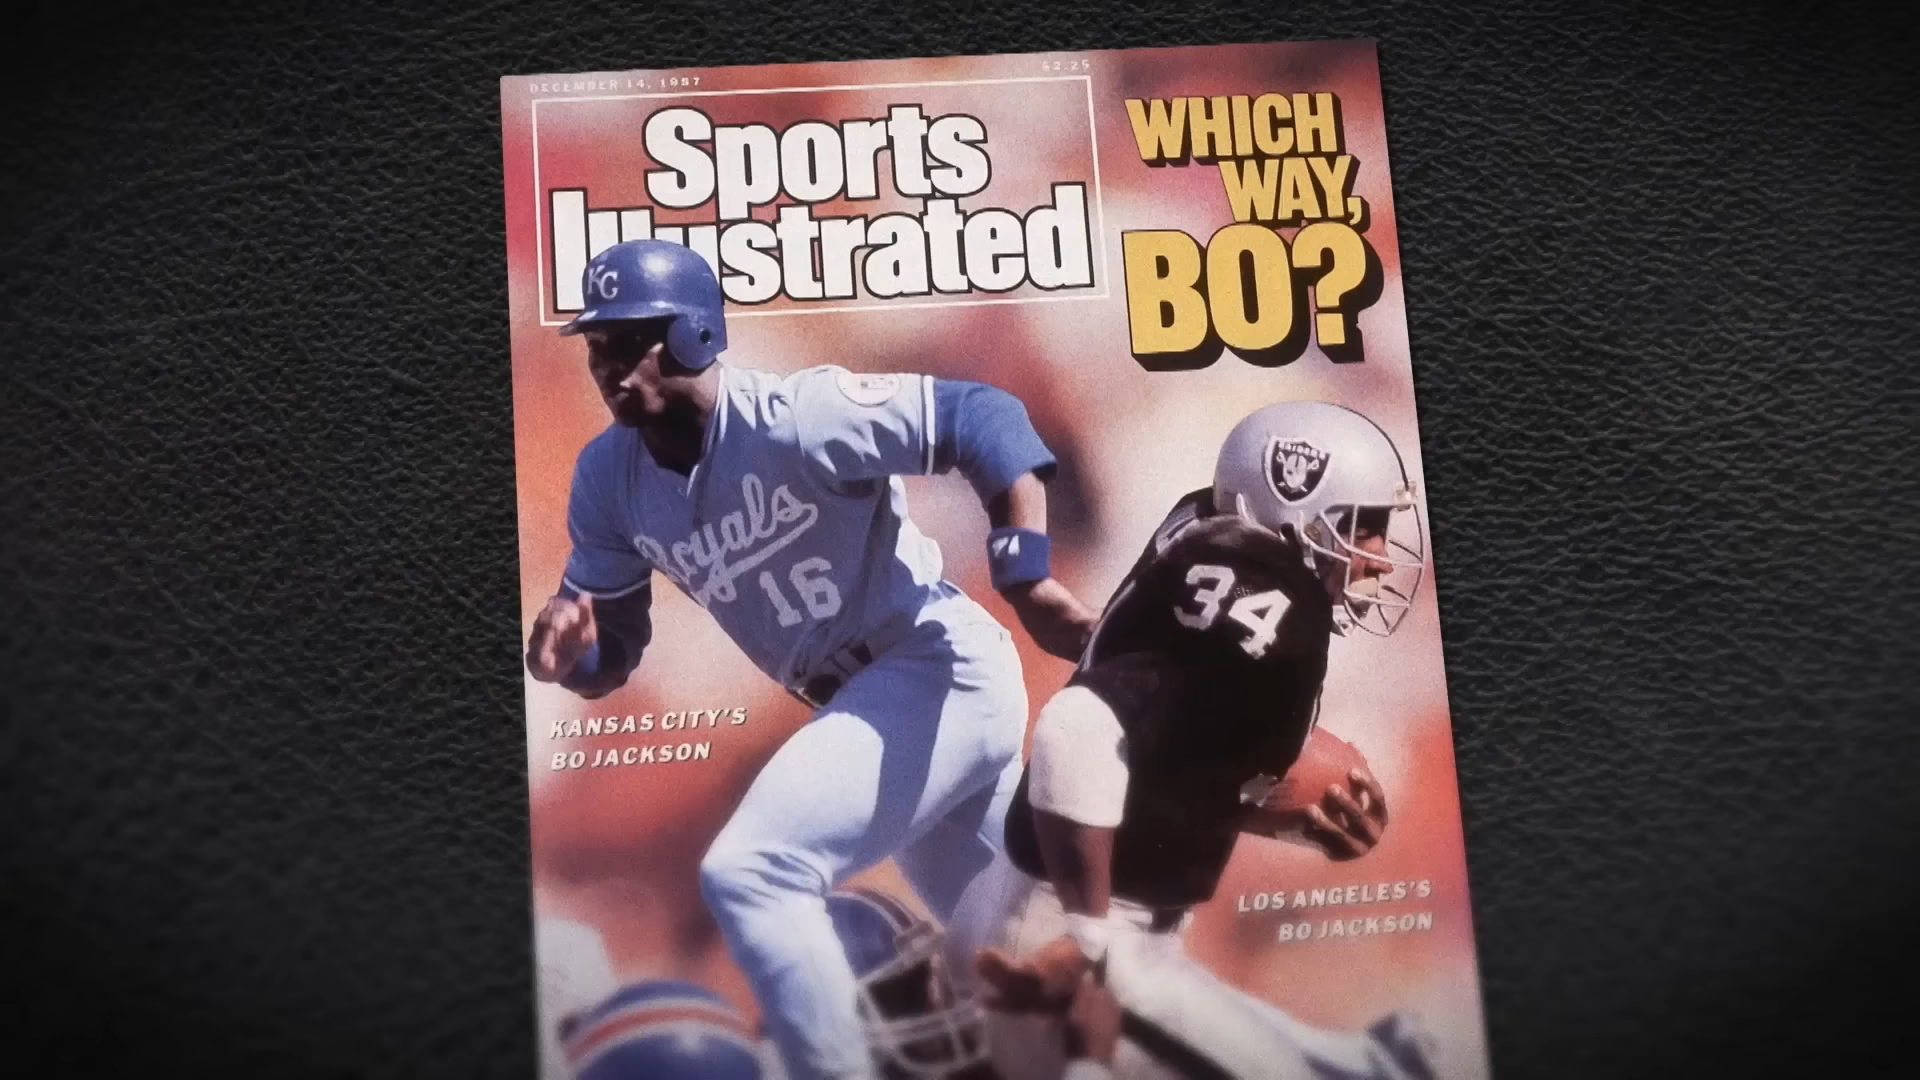 DECEMBER 14, 1987
$2.25
Sports
Illustrated
WHICH
WAY,
BO?
KC
RAIDERS
Royals
16
34
KANSAS CITY'S
BO JACKSON
LOS ANGELES'S
BO JACKSON